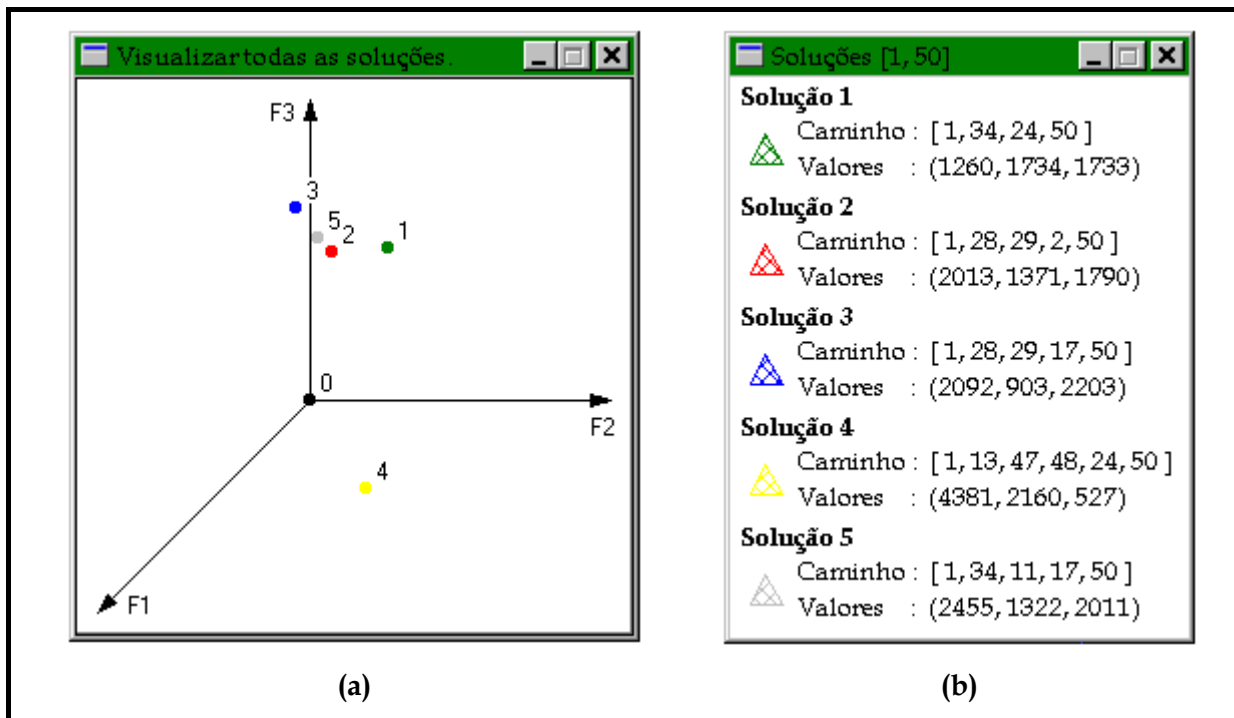 Visualizar todas as soluções.
F3
3
5
2
1
0
F2
4
F1
(a)
Soluções [1, 50]
Solução 1
Caminho : [ 1, 34, 24, 50 ]
Valores : (1260, 1734, 1733)
Solução 2
Caminho : [ 1, 28, 29, 2, 50 ]
Valores : (2013, 1371, 1790)
Solução 3
Caminho : [ 1, 28, 29, 17, 50 ]
Valores : (2092, 903, 2203)
Solução 4
Caminho : [ 1, 13, 47, 48, 24, 50 ]
Valores : (4381, 2160, 527)
Solução 5
Caminho : [ 1, 34, 11, 17, 50 ]
Valores : (2455, 1322, 2011)
(b)